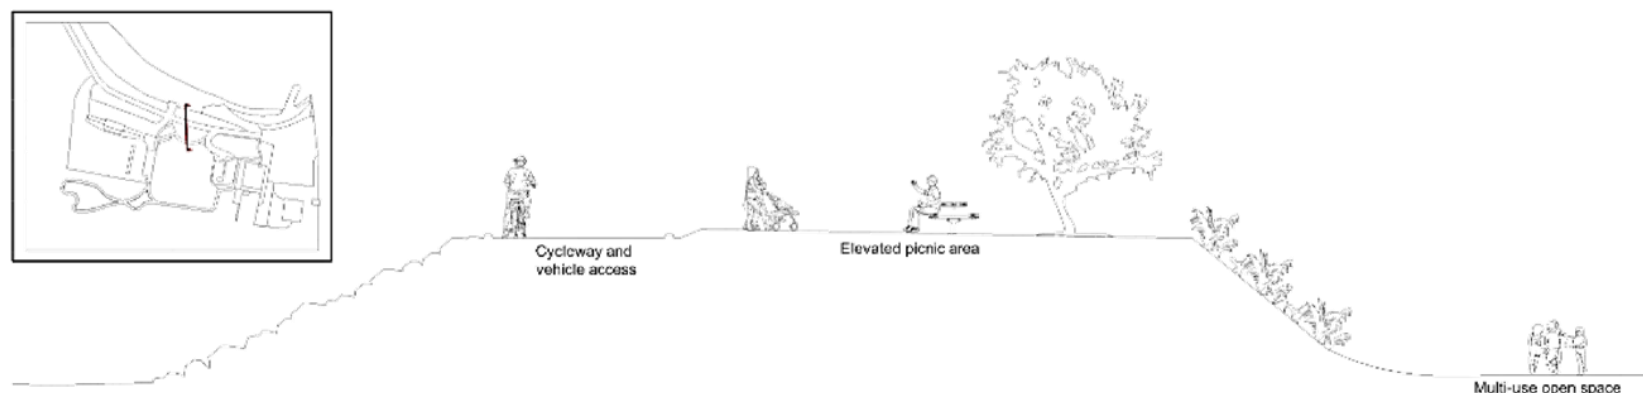 Cycleway and
vehicle access
Elevated picnic area
Multi-use open space